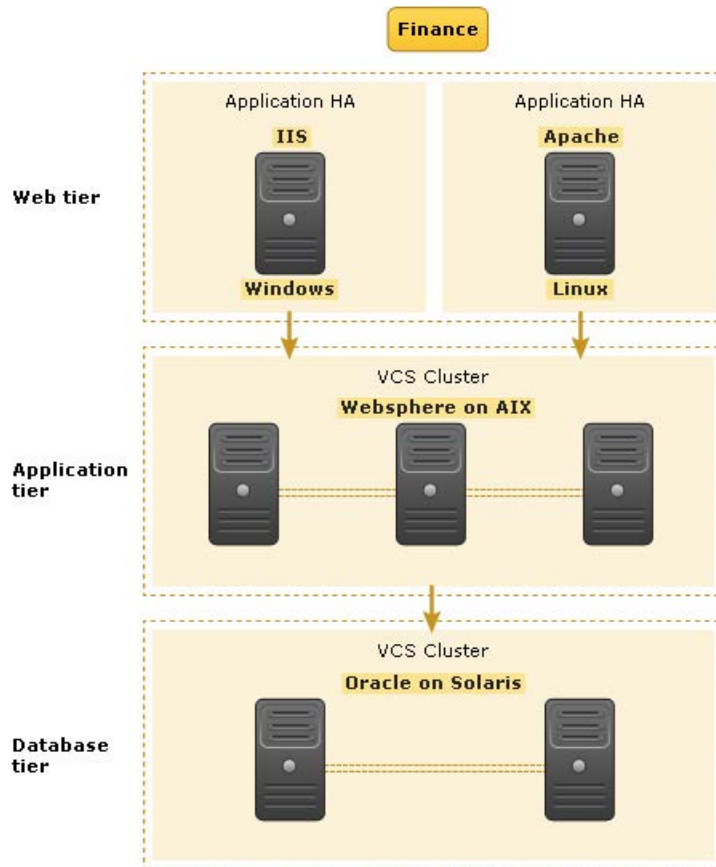 Finance
Application HA
Application HA
IIS
Apache
Web tier
Windows
Linux
VCS Cluster
Websphere on AIX
Application
tier
VCS Cluster
Oracle on Solaris
Database
tier